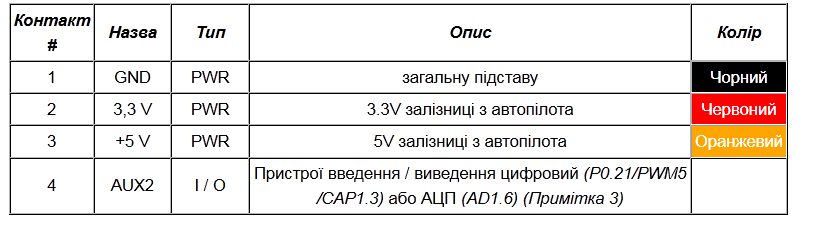 Контакт # Назва Тип Опис Колір
1 GND PWR загальну підставу Чорний
2 3,3 V PWR 3.3V залізниці з автопілота Червоний
3 +5 V PWR 5V залізниці з автопілота Оранжевий
4 AUX2 I / O Пристрої введення / виведення цифровий (P0.21/PWM5
/CAP1.3) або АЦП (AD1.6) (Примітка 3)